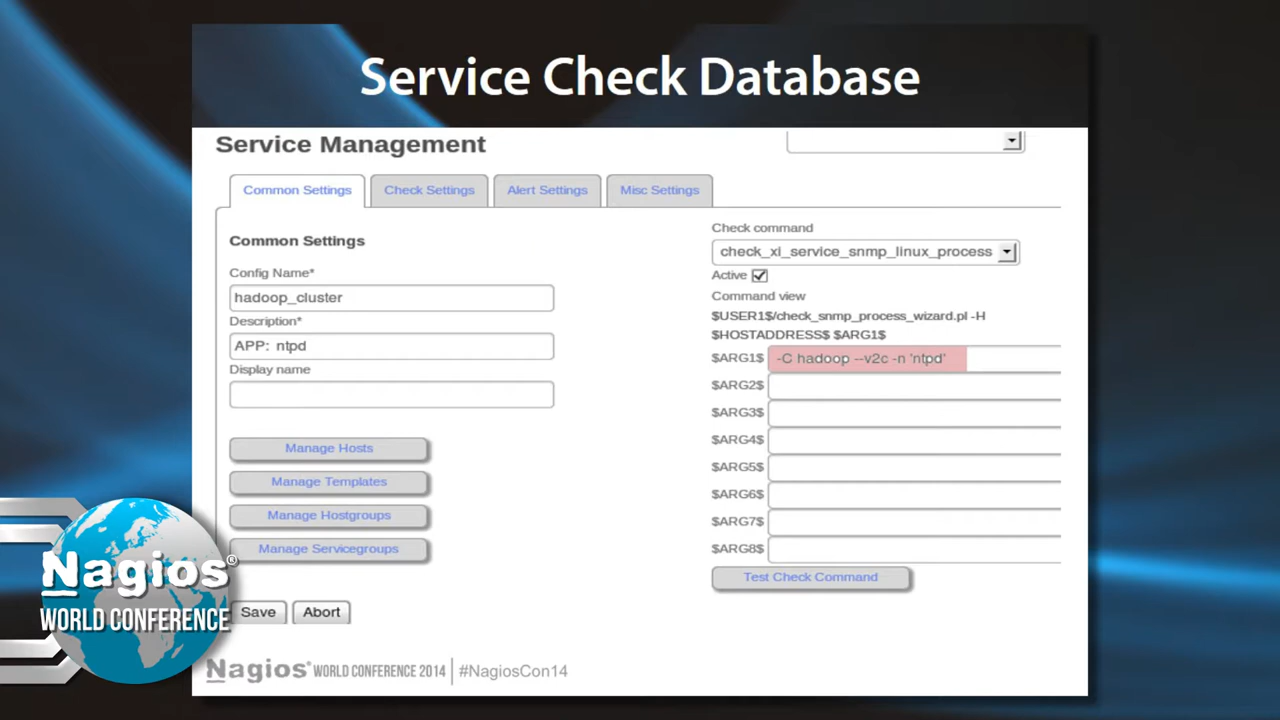 Service Check Database
Service Management
Common Settings
Check Settings
Alert Settings
Misc Settings
Common Settings
Config Name*
hadoop_cluster
Description*
APP: ntpd
Display name
Manage Hosts
Manage Templates
Manage Hostgroups
Manage Servicegroups
Save
Abort
Check command
check_xi_service_snmp_linux_process
Active
Command view
$USER1$/check_snmp_process_wizard.pl -H
$HOSTADDRESS$ $ARG1$
$ARG1$ -C hadoop --v2c -n 'ntpd'
$ARG2$
$ARG3$
$ARG4$
$ARG5$
$ARG6$
$ARG7$
$ARG8$
Test Check Command
Nagios®
WORLD CONFERENCE
Nagios® WORLD CONFERENCE 2014 #NagiosCon14